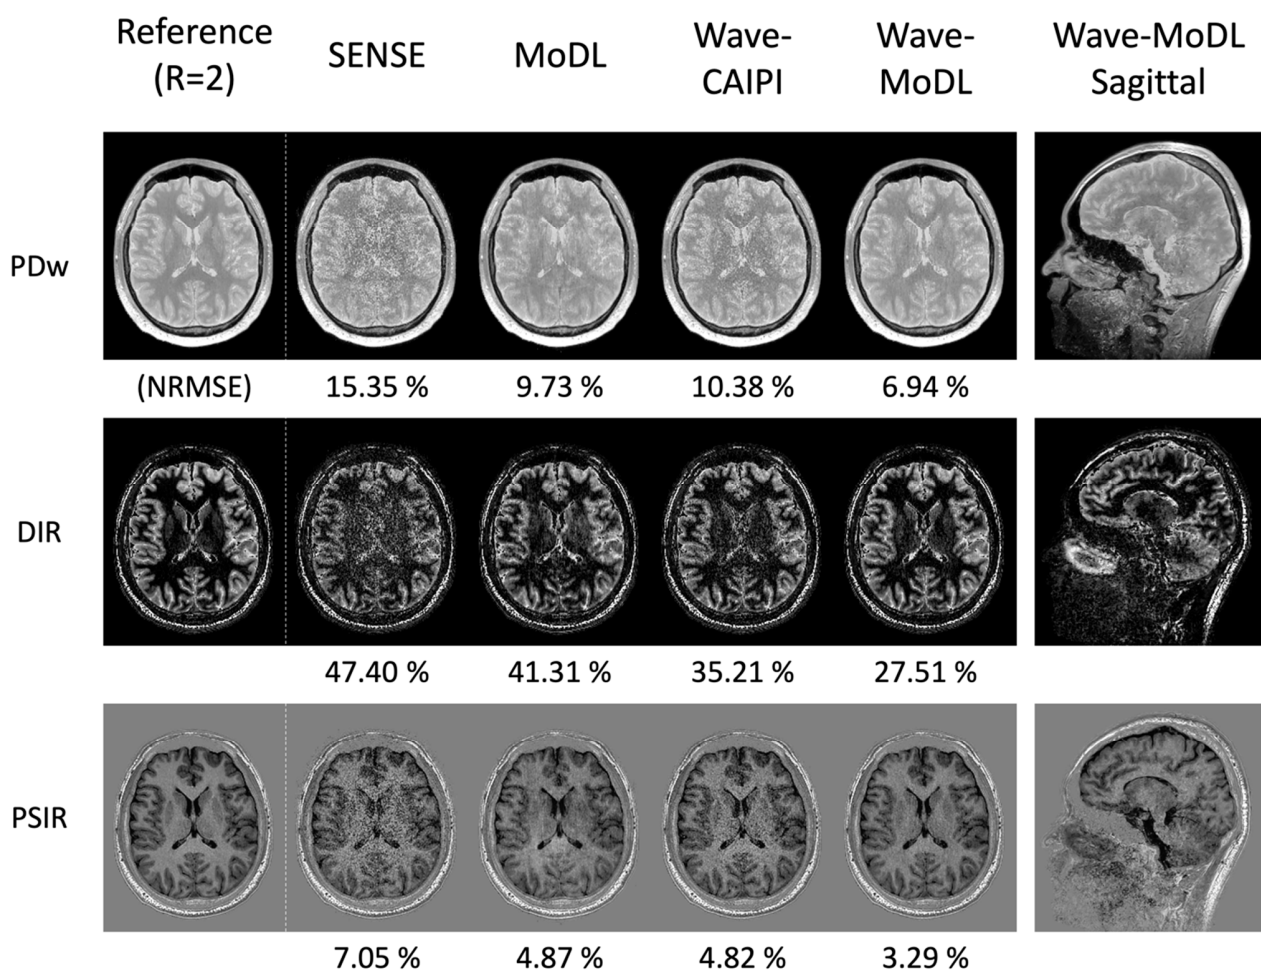 Reference
(R=2)
SENSE
MoDL
Wave-
CAIPI
Wave-
MoDL
Wave-MoDL
Sagittal
PDw
(NRMSE)
15.35 %
9.73 %
10.38 %
6.94 %
DIR
47.40 %
41.31 %
35.21 %
27.51 %
PSIR
7.05 %
4.87 %
4.82 %
3.29 %